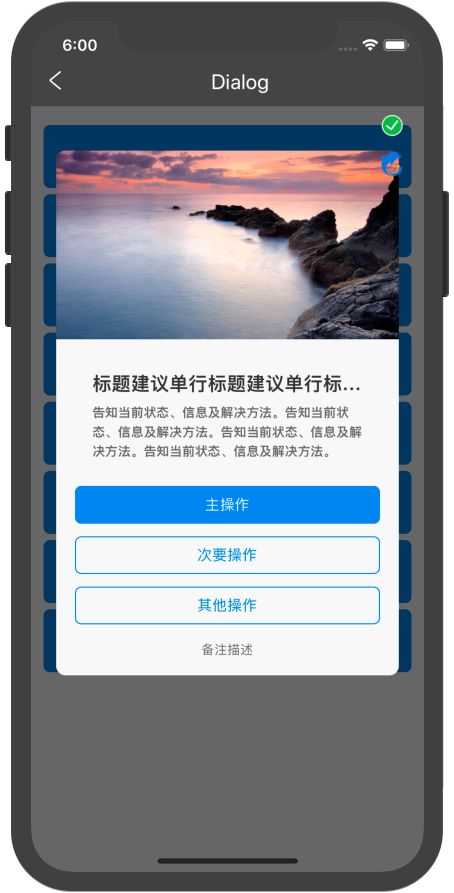 6:00
Dialog
标题建议单行标题建议单行标...
告知当前状态、信息及解决方法。告知当前状
态、信息及解决方法。告知当前状态、信息及解
决方法。告知当前状态、信息及解决方法。
主操作
次要操作
其他操作
备注描述